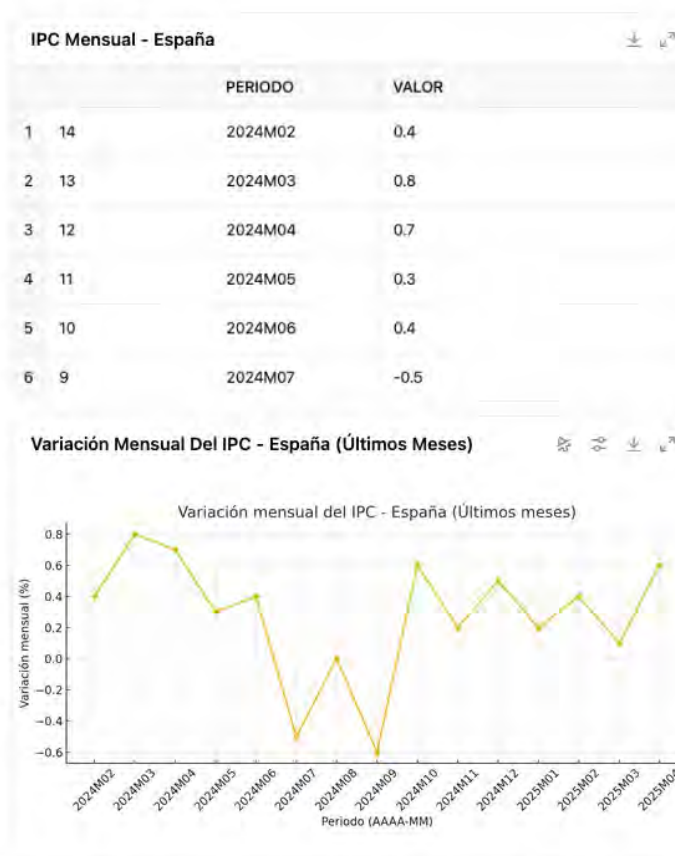 IPC Mensual - España
PERIODO VALOR
1 14 2024M02 0.4
2 13 2024M03 0.8
3 12 2024M04 0.7
4 11 2024M05 0.3
5 10 2024M06 0.4
6 9 2024M07 -0.5
Variación Mensual Del IPC - España (Últimos Meses)
Variación mensual del IPC - España (Últimos meses)
Variación mensual (%)
0.8
0.6
0.4
0.2
0.0
−0.2
−0.4
−0.6
2024M02 2024M03 2024M04 2024M05 2024M06 2024M07 2024M08 2024M09 2024M10 2024M11 2024M12 2025M01 2025M02 2025M03 2025M04
Periodo (AAAA-MM)